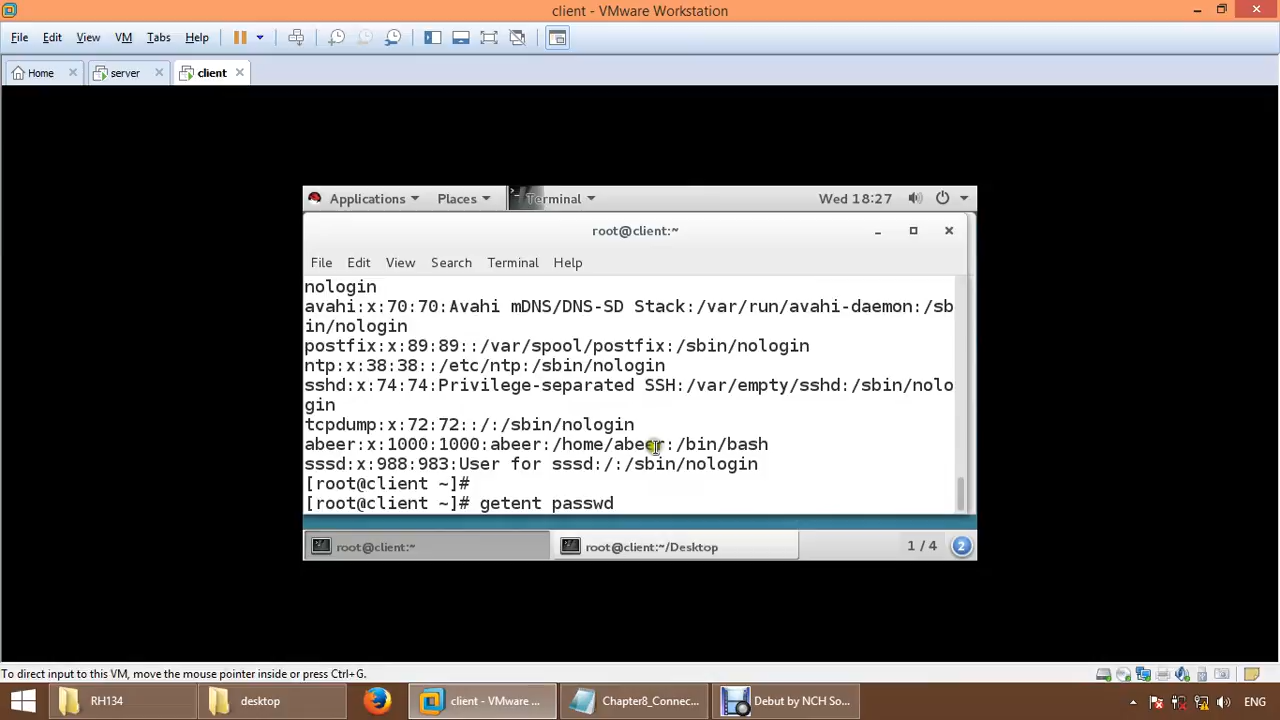 client - VMware Workstation
File Edit View VM Tabs Help
Home server client
Applications Places Terminal Wed 18:27
root@client:~
File Edit View Search Terminal Help
nologin
avahi:x:70:70:Avahi mDNS/DNS-SD Stack:/var/run/avahi-daemon:/sb
in/nologin
postfix:x:89:89::/var/spool/postfix:/sbin/nologin
ntp:x:38:38::/etc/ntp:/sbin/nologin
sshd:x:74:74:Privilege-separated SSH:/var/empty/sshd:/sbin/nolo
gin
tcpdump:x:72:72::/:/sbin/nologin
abeer:x:1000:1000:abeer:/home/abeer:/bin/bash
sssd:x:988:983:User for sssd:/:/sbin/nologin
[root@client ~]#
[root@client ~]# getent passwd
root@client:~ root@client:~/Desktop 1 / 4 2
To direct input to this VM, move the mouse pointer inside or press Ctrl+G.
RH134 desktop client - VMware ... Chapter8_Connec... Debut by NCH So... ENG